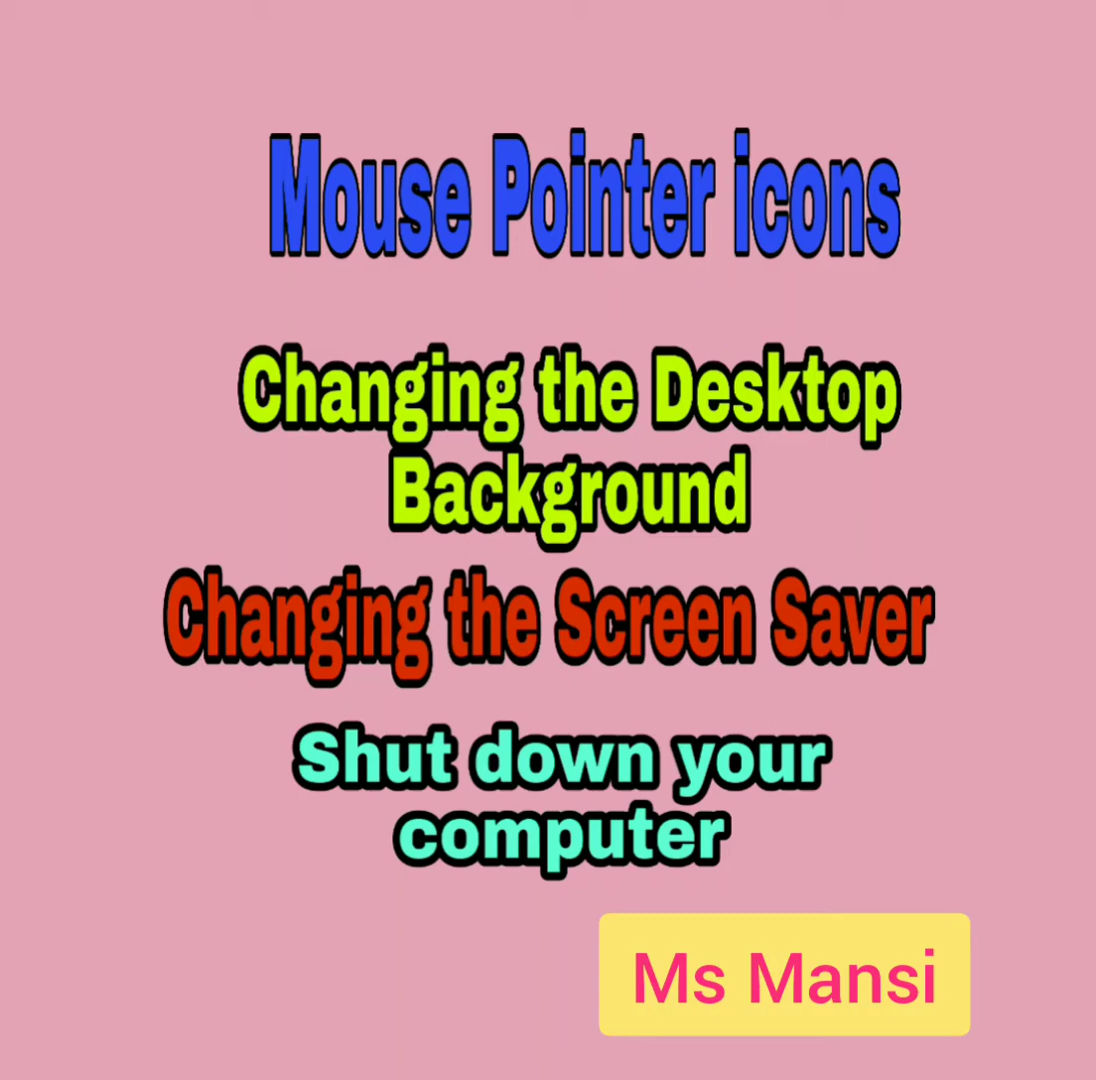 Mouse Pointer icons
Changing the Desktop
Background
Changing the Screen Saver
Shut down your
computer
Ms Mansi